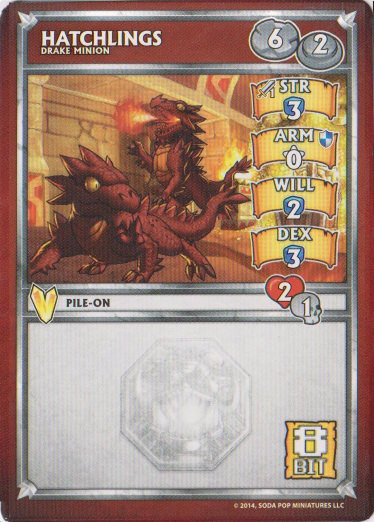 HATCHLINGS
DRAKE MINION
6 2
1 STR
3
ARM
0
WILL
2
DEX
3
2
1
PILE-ON
8
BIT
© 2014, SODA POP MINIATURES LLC